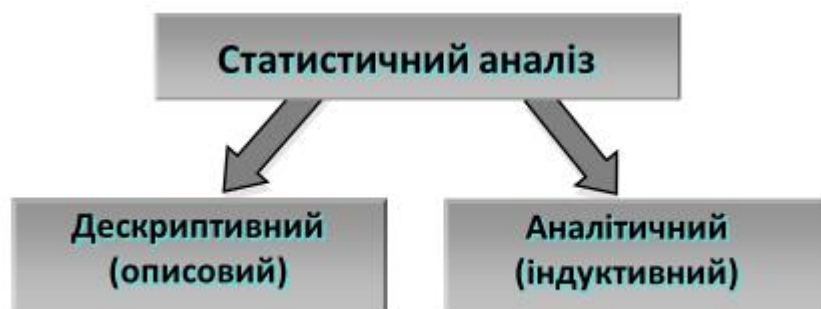 Статистичний аналіз
Дескриптивний
(описовий)
Аналітичний
(індуктивний)